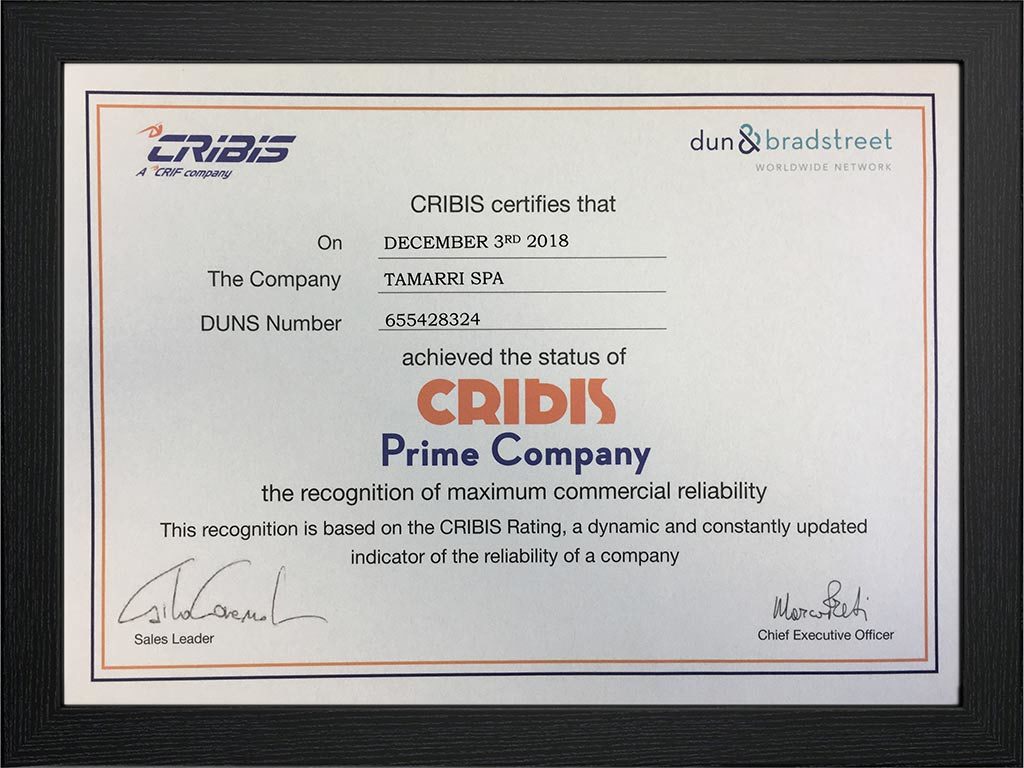 CRIBIS
A CRIF company
dun & bradstreet
WORLDWIDE NETWORK
CRIBIS certifies that
On DECEMBER 3RD 2018
The Company TAMARRI SPA
DUNS Number 655428324
achieved the status of
CRIBIS
Prime Company
the recognition of maximum commercial reliability
This recognition is based on the CRIBIS Rating, a dynamic and constantly updated
indicator of the reliability of a company
Sales Leader
Chief Executive Officer